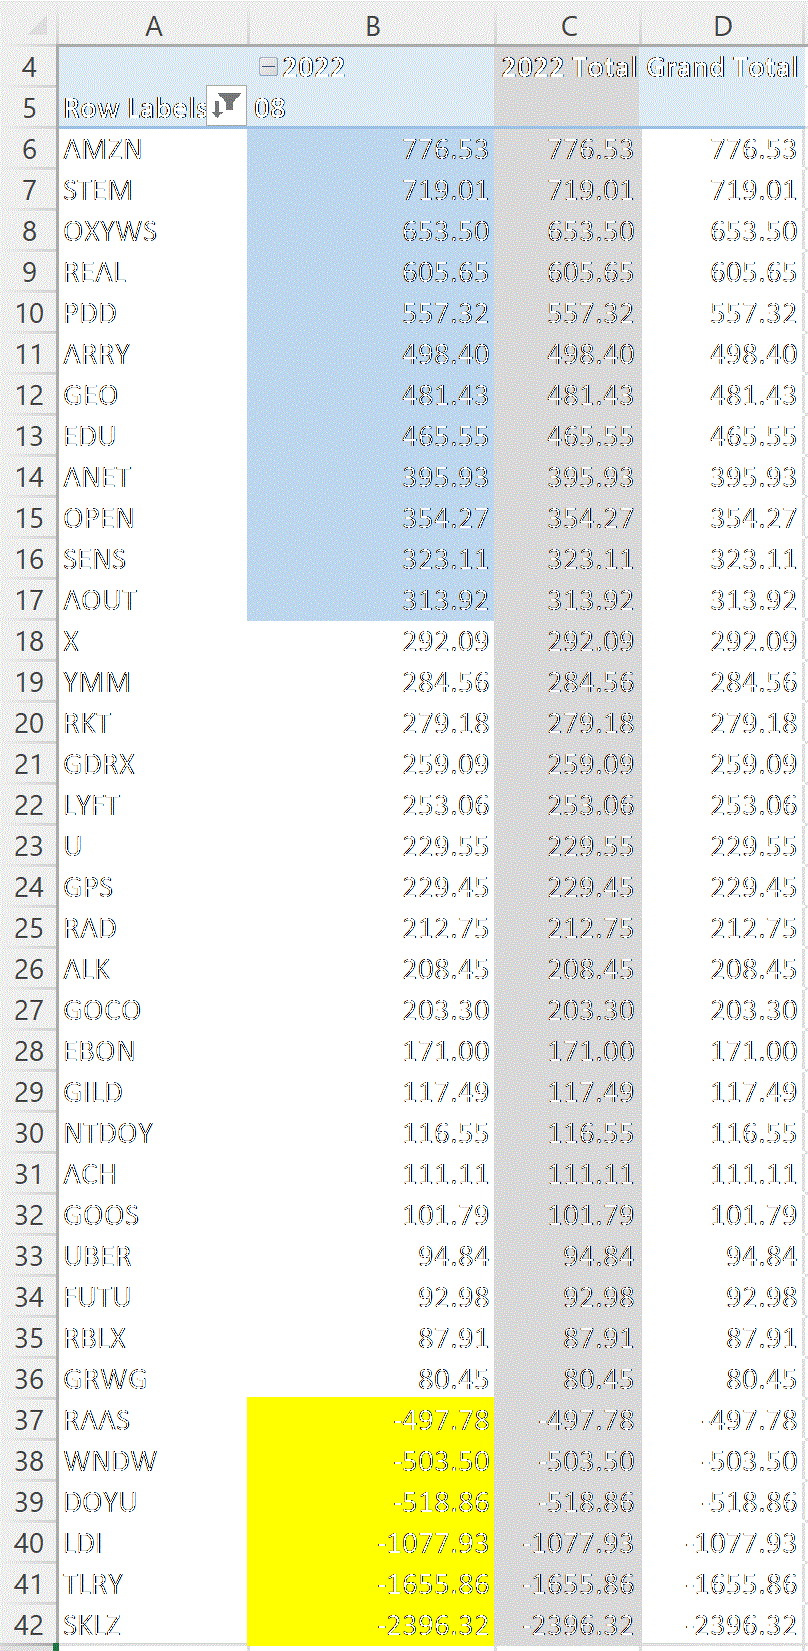 A B C D
4 2022 2022 Total Grand Total
5 Row Labels 08
6 AMZN 776.53 776.53 776.53
7 STEM 719.01 719.01 719.01
8 OXYWS 653.50 653.50 653.50
9 REAL 605.65 605.65 605.65
10 PDD 557.32 557.32 557.32
11 ARRY 498.40 498.40 498.40
12 GEO 481.43 481.43 481.43
13 EDU 465.55 465.55 465.55
14 ANET 395.93 395.93 395.93
15 OPEN 354.27 354.27 354.27
16 SENS 323.11 323.11 323.11
17 AOUT 313.92 313.92 313.92
18 X 292.09 292.09 292.09
19 YMM 284.56 284.56 284.56
20 RKT 279.18 279.18 279.18
21 GDRX 259.09 259.09 259.09
22 LYFT 253.06 253.06 253.06
23 U 229.55 229.55 229.55
24 GPS 229.45 229.45 229.45
25 RAD 212.75 212.75 212.75
26 ALK 208.45 208.45 208.45
27 GOCO 203.30 203.30 203.30
28 EBON 171.00 171.00 171.00
29 GILD 117.49 117.49 117.49
30 NTDOY 116.55 116.55 116.55
31 ACH 111.11 111.11 111.11
32 GOOS 101.79 101.79 101.79
33 UBER 94.84 94.84 94.84
34 FUTU 92.98 92.98 92.98
35 RBLX 87.91 87.91 87.91
36 GRWG 80.45 80.45 80.45
37 RAAS -497.78 -497.78 -497.78
38 WNDW -503.50 -503.50 -503.50
39 DOYU -518.86 -518.86 -518.86
40 LDI -1077.93 -1077.93 -1077.93
41 TLRY -1655.86 -1655.86 -1655.86
42 SKLZ -2396.32 -2396.32 -2396.32